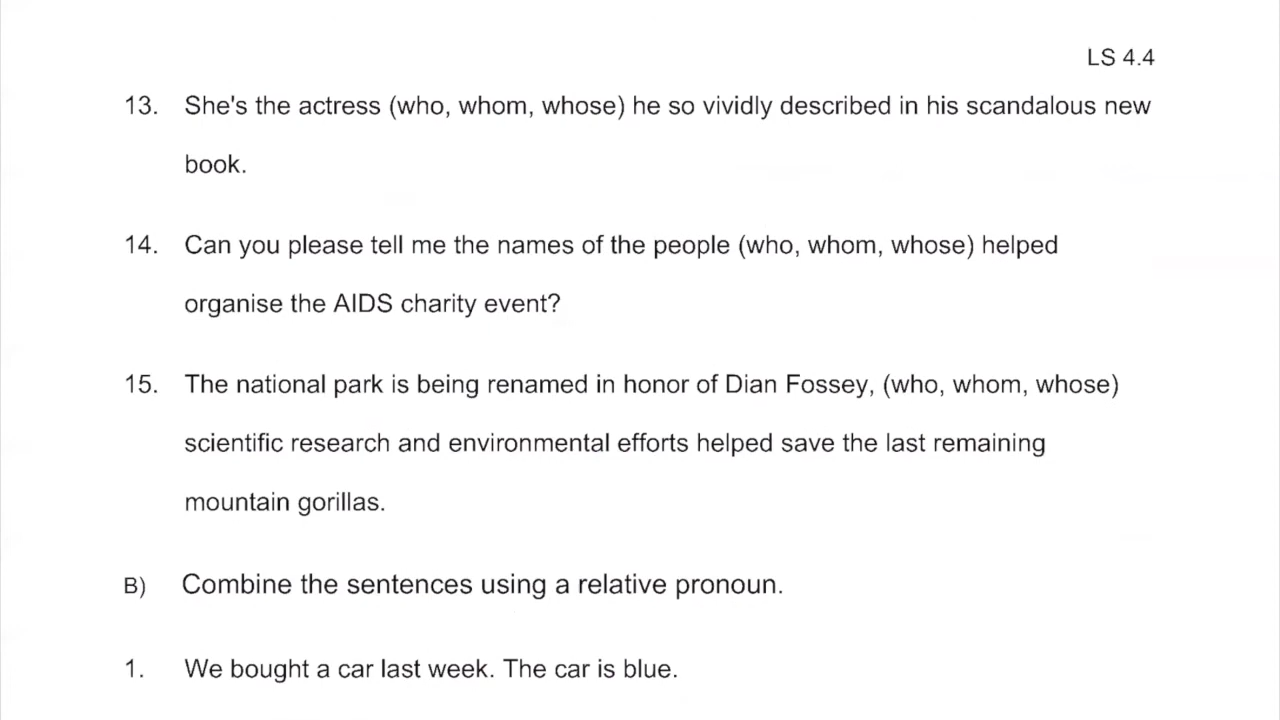 LS 4.4
13. She's the actress (who, whom, whose) he so vividly described in his scandalous new
book.
14. Can you please tell me the names of the people (who, whom, whose) helped
organise the AIDS charity event?
15. The national park is being renamed in honor of Dian Fossey, (who, whom, whose)
scientific research and environmental efforts helped save the last remaining
mountain gorillas.
B) Combine the sentences using a relative pronoun.
1. We bought a car last week. The car is blue.